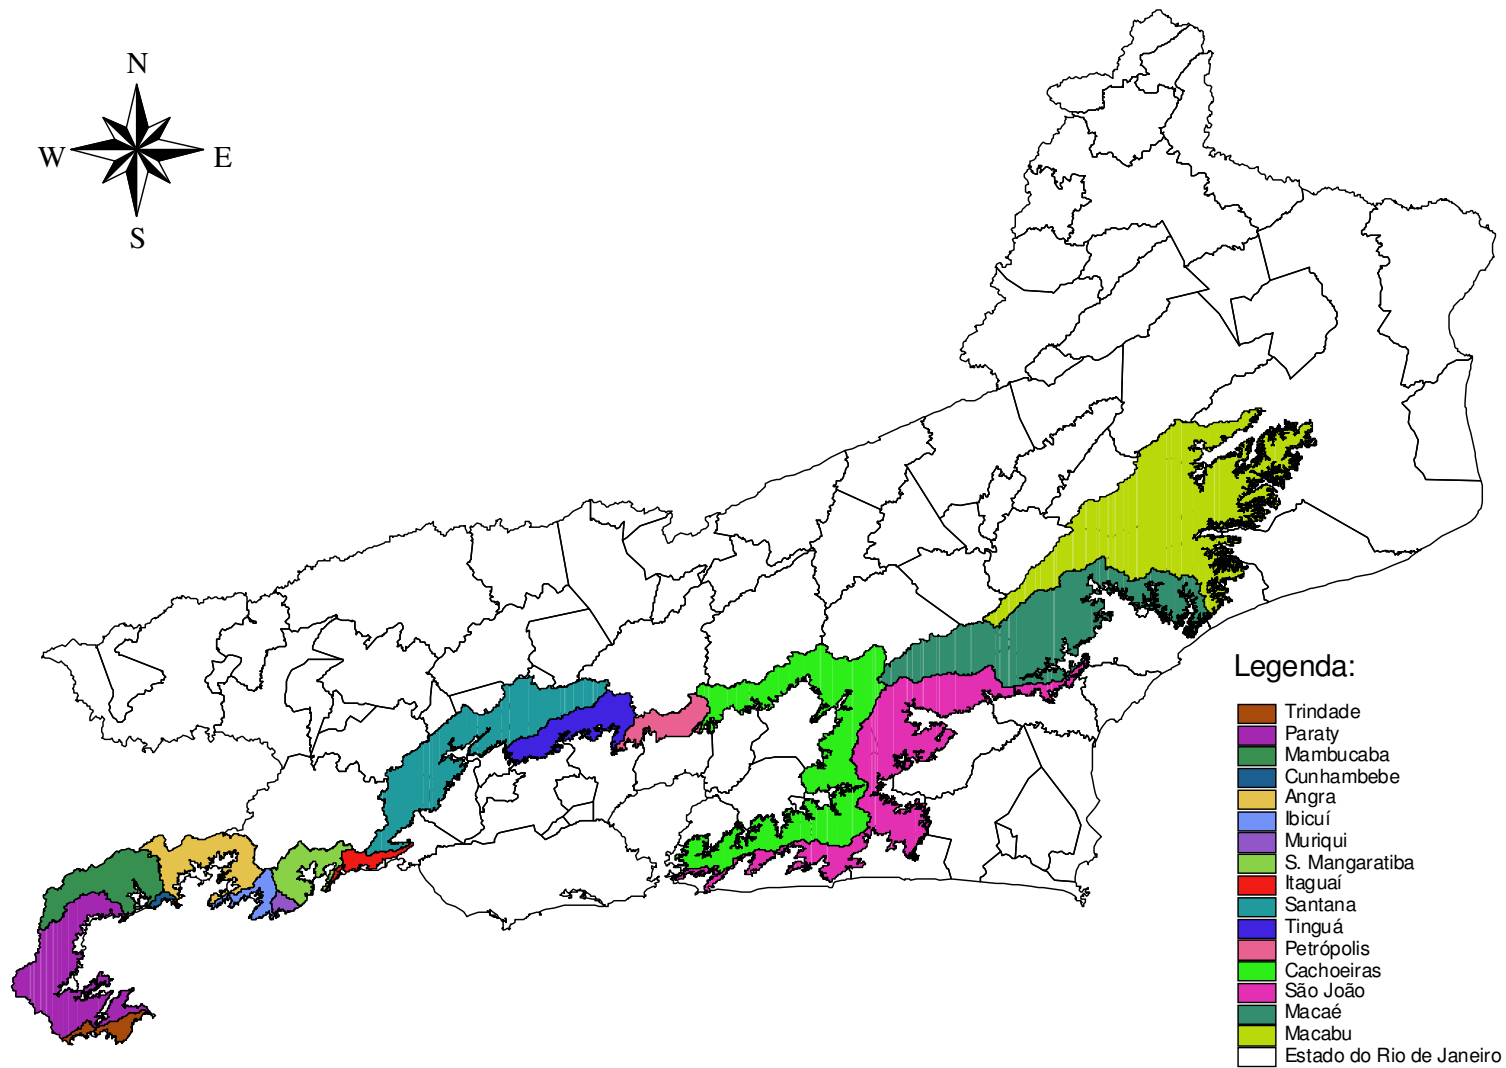 N
W
E
S
Legenda:
Trindade
Paraty
Mambucaba
Cunhambebe
Angra
Ibicuí
Muriqui
S. Mangaratiba
Itaguaí
Santana
Tinguá
Petrópolis
Cachoeiras
São João
Macaé
Macabu
Estado do Rio de Janeiro